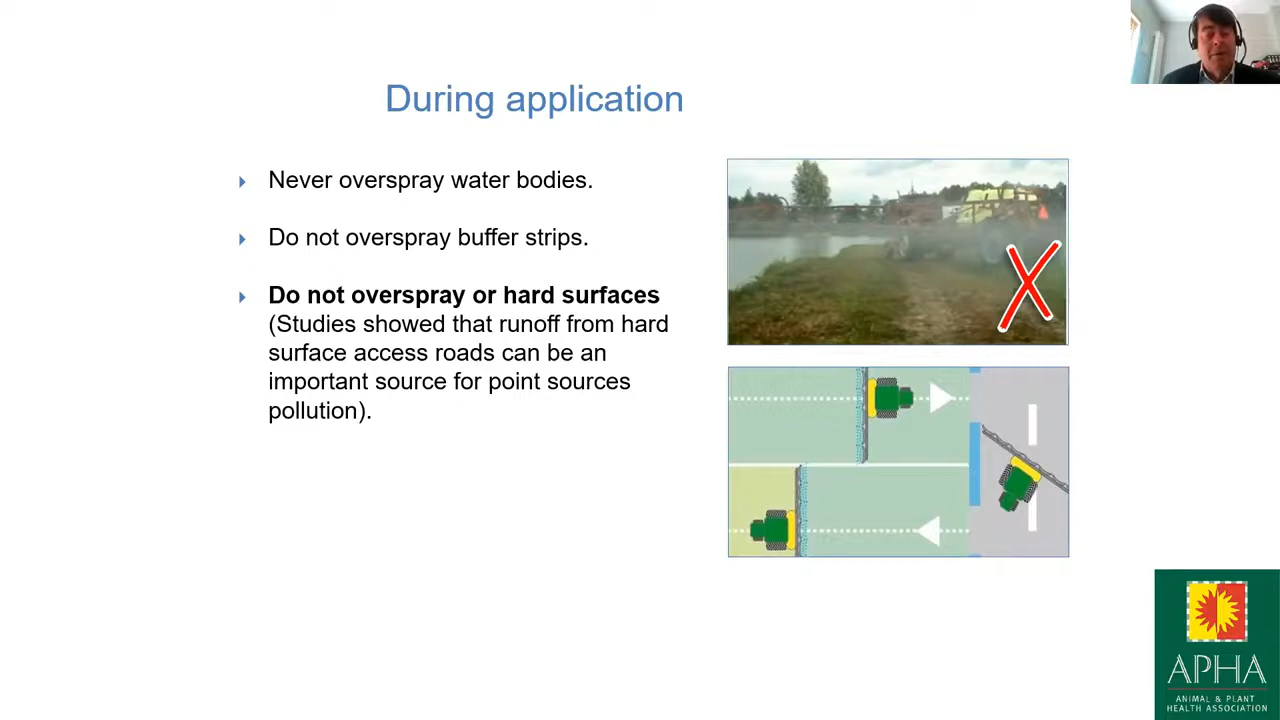 During application
Never overspray water bodies.
Do not overspray buffer strips.
Do not overspray or hard surfaces
(Studies showed that runoff from hard
surface access roads can be an
important source for point sources
pollution).
APHA
ANIMAL & PLANT
HEALTH ASSOCIATION